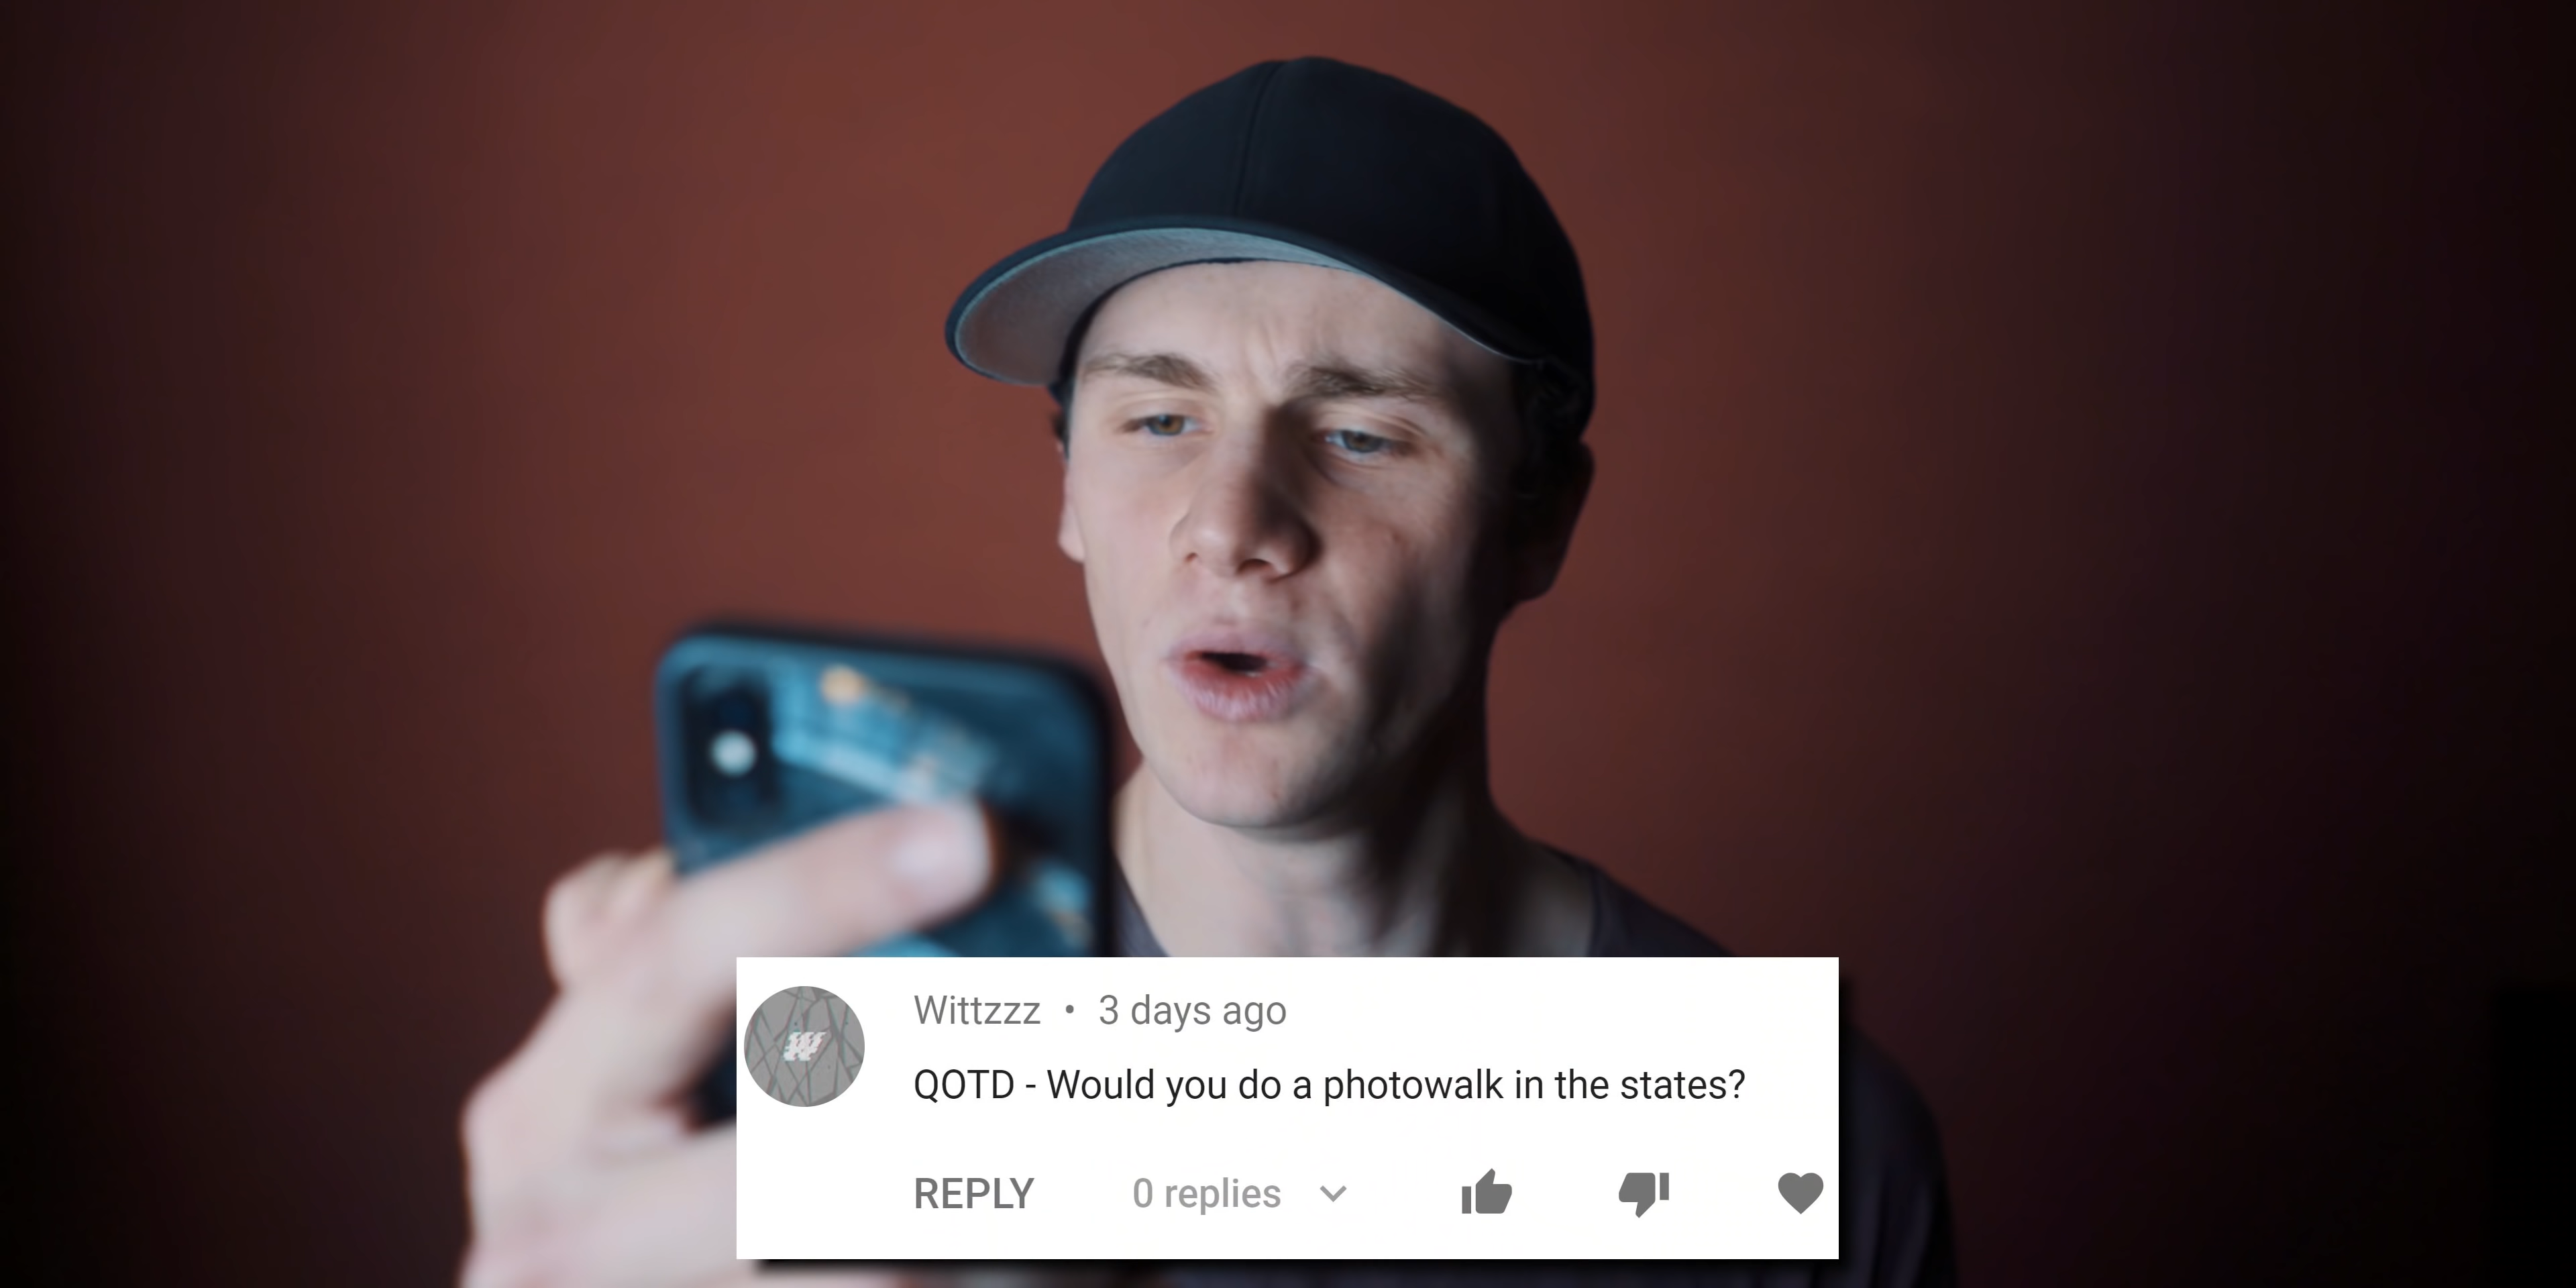 Wittzzz • 3 days ago
QOTD - Would you do a photowalk in the states?
REPLY 0 replies